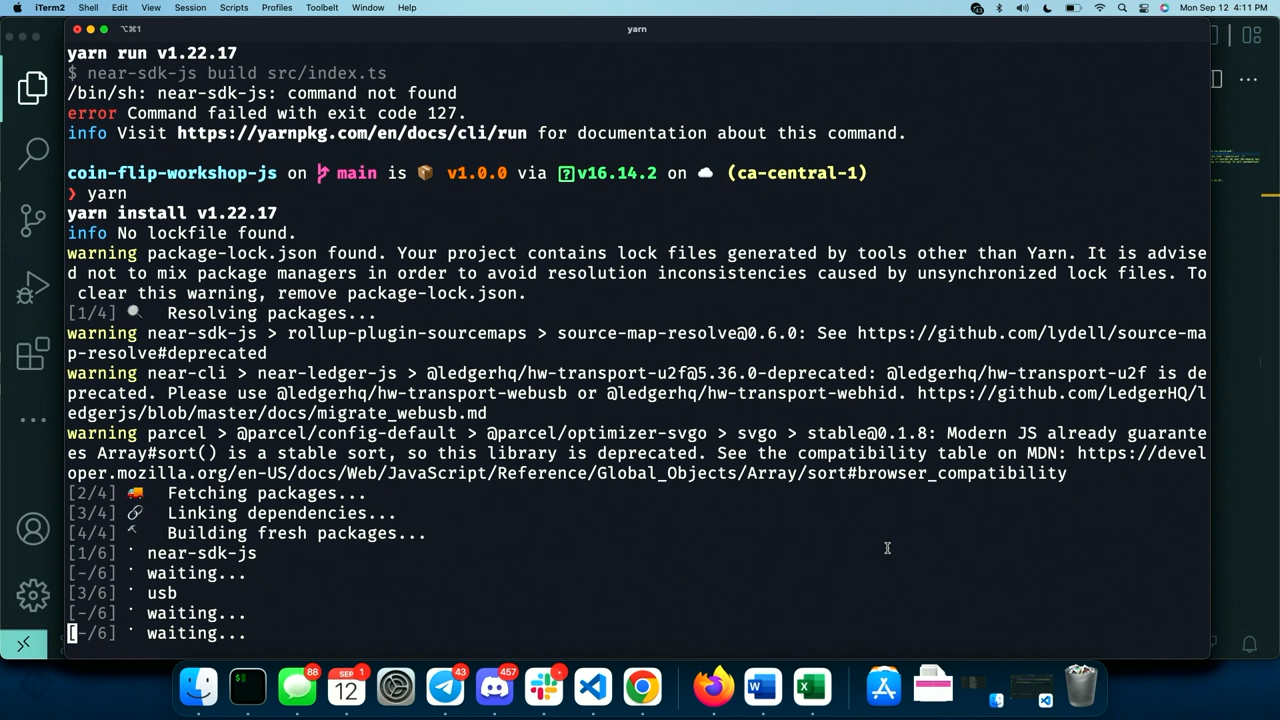 iTerm2 Shell Edit View Session Scripts Profiles Toolbelt Window Help Mon Sep 12 4:11 PM
⌥⌘1 yarn
yarn run v1.22.17
$ near-sdk-js build src/index.ts
/bin/sh: near-sdk-js: command not found
error Command failed with exit code 127.
info Visit https://yarnpkg.com/en/docs/cli/run for documentation about this command.
coin-flip-workshop-js on main is 📦 v1.0.0 via [?]v16.14.2 on ☁️ (ca-central-1)
❯ yarn
yarn install v1.22.17
info No lockfile found.
warning package-lock.json found. Your project contains lock files generated by tools other than Yarn. It is advise
d not to mix package managers in order to avoid resolution inconsistencies caused by unsynchronized lock files. To
clear this warning, remove package-lock.json.
[1/4] 🔍 Resolving packages...
warning near-sdk-js > rollup-plugin-sourcemaps > source-map-resolve@0.6.0: See https://github.com/lydell/source-ma
p-resolve#deprecated
warning near-cli > near-ledger-js > @ledgerhq/hw-transport-u2f@5.36.0-deprecated: @ledgerhq/hw-transport-u2f is de
precated. Please use @ledgerhq/hw-transport-webusb or @ledgerhq/hw-transport-webhid. https://github.com/LedgerHQ/l
edgerjs/blob/master/docs/migrate_webusb.md
warning parcel > @parcel/config-default > @parcel/optimizer-svgo > svgo > stable@0.1.8: Modern JS already guarante
es Array#sort() is a stable sort, so this library is deprecated. See the compatibility table on MDN: https://devel
oper.mozilla.org/en-US/docs/Web/JavaScript/Reference/Global_Objects/Array/sort#browser_compatibility
[2/4] 🚚 Fetching packages...
[3/4] 🔗 Linking dependencies...
[4/4] 🔨 Building fresh packages...
[1/6] ⠁ near-sdk-js
[-/6] ⠁ waiting...
[3/6] ⠁ usb
[-/6] ⠁ waiting...
[-/6] ⠁ waiting...
88 SEP 12 1 43 457